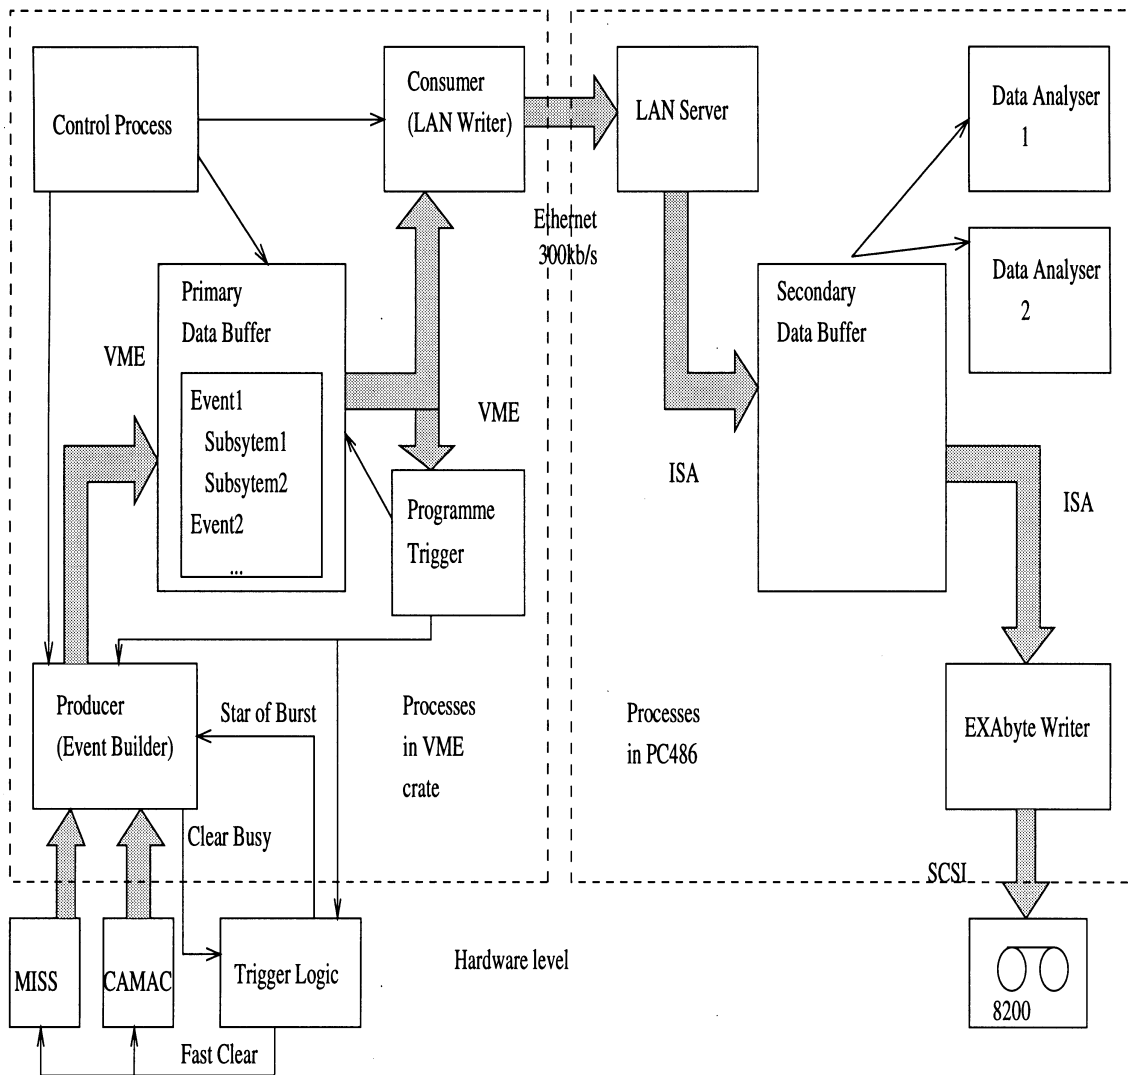 Control Process
Consumer
(LAN Writer)
LAN Server
Data Analyser
1
Ethernet
300kb/s
Data Analyser
2
Primary
Data Buffer
Secondary
Data Buffer
VME
Event1
Subsytem1
Subsytem2
Event2
...
VME
ISA
ISA
Programme
Trigger
Producer
(Event Builder)
Star of Burst
Processes
in VME
crate
Processes
in PC486
EXAbyte Writer
Clear Busy
SCSI
MISS
CAMAC
Trigger Logic
Hardware level
8200
Fast Clear